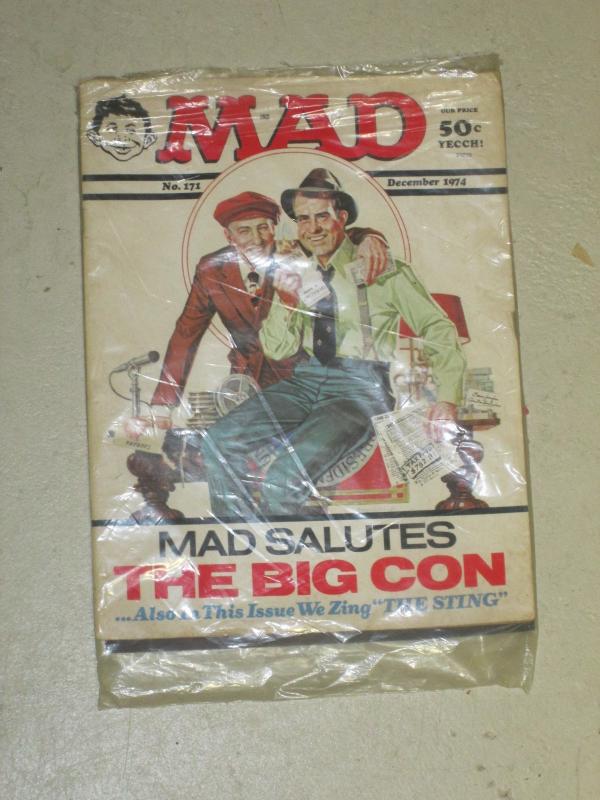 MAD
OUR PRICE
50c
YECCH!
No. 171
December 1974
MAD SALUTES
THE BIG CON
...Also In This Issue We Zing "THE STING"